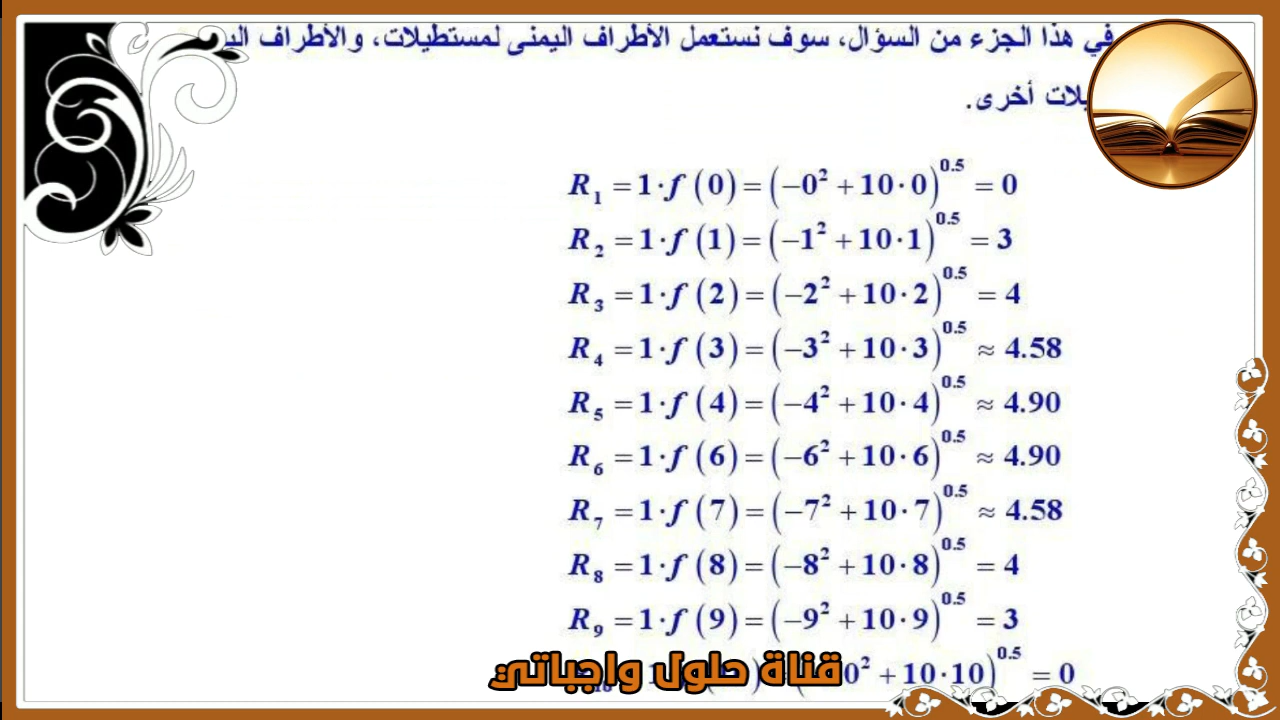 في هذا الجزء من السؤال، سوف نستعمل الأطراف اليمنى لمستطيلات، والأطراف
أخرى.
R₁ = 1·f (0) = (−0² + 10·0)^0.5 = 0
R₂ = 1·f (1) = (−1² + 10·1)^0.5 = 3
R₃ = 1·f (2) = (−2² + 10·2)^0.5 = 4
R₄ = 1·f (3) = (−3² + 10·3)^0.5 ≈ 4.58
R₅ = 1·f (4) = (−4² + 10·4)^0.5 ≈ 4.90
R₆ = 1·f (6) = (−6² + 10·6)^0.5 ≈ 4.90
R₇ = 1·f (7) = (−7² + 10·7)^0.5 ≈ 4.58
R₈ = 1·f (8) = (−8² + 10·8)^0.5 = 4
R₉ = 1·f (9) = (−9² + 10·9)^0.5 = 3
0² + 10·10)^0.5 = 0
قناة حلول واجباتي